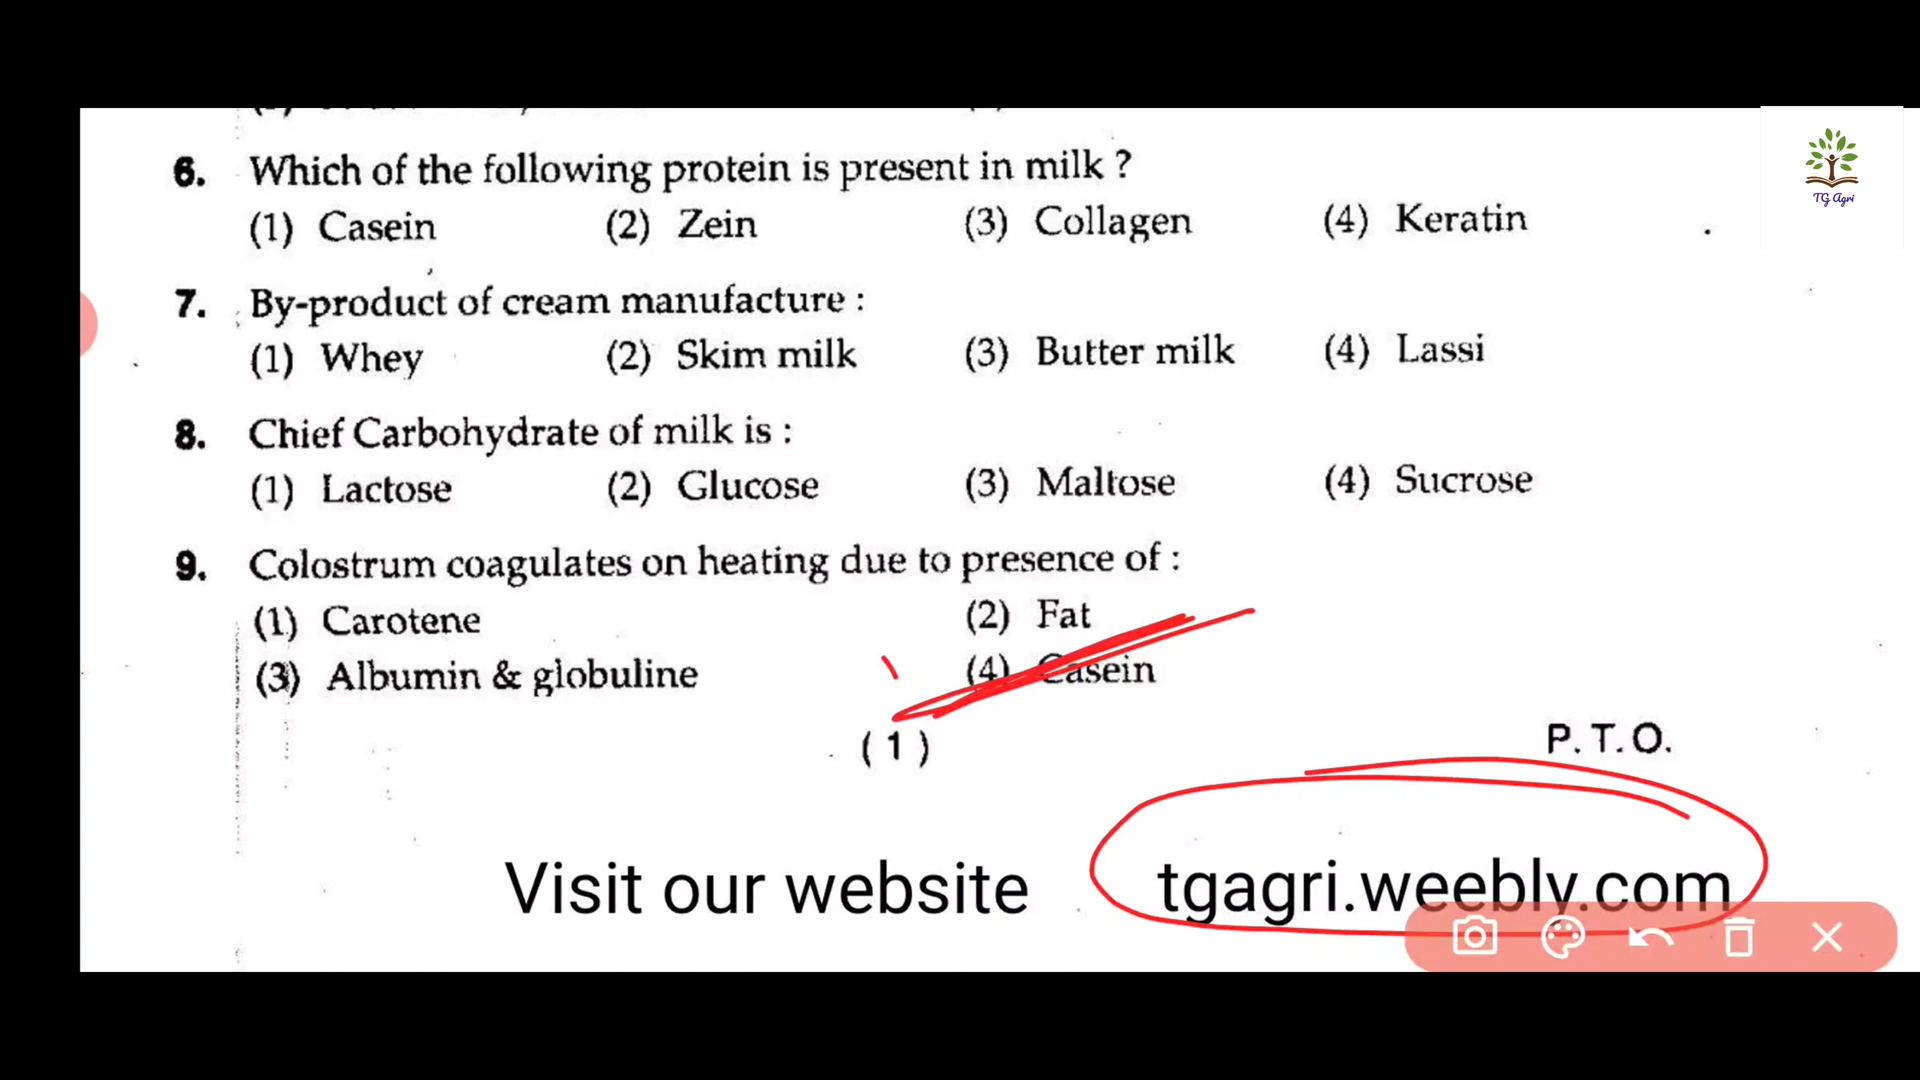 6. Which of the following protein is present in milk ?
(1) Casein (2) Zein (3) Collagen (4) Keratin
7. By-product of cream manufacture :
(1) Whey (2) Skim milk (3) Butter milk (4) Lassi
8. Chief Carbohydrate of milk is :
(1) Lactose (2) Glucose (3) Maltose (4) Sucrose
9. Colostrum coagulates on heating due to presence of :
(1) Carotene (2) Fat
(3) Albumin & globuline (4) Casein
( 1 )
P. T. O.
Visit our website tgagri.weebly.com
TG Agri